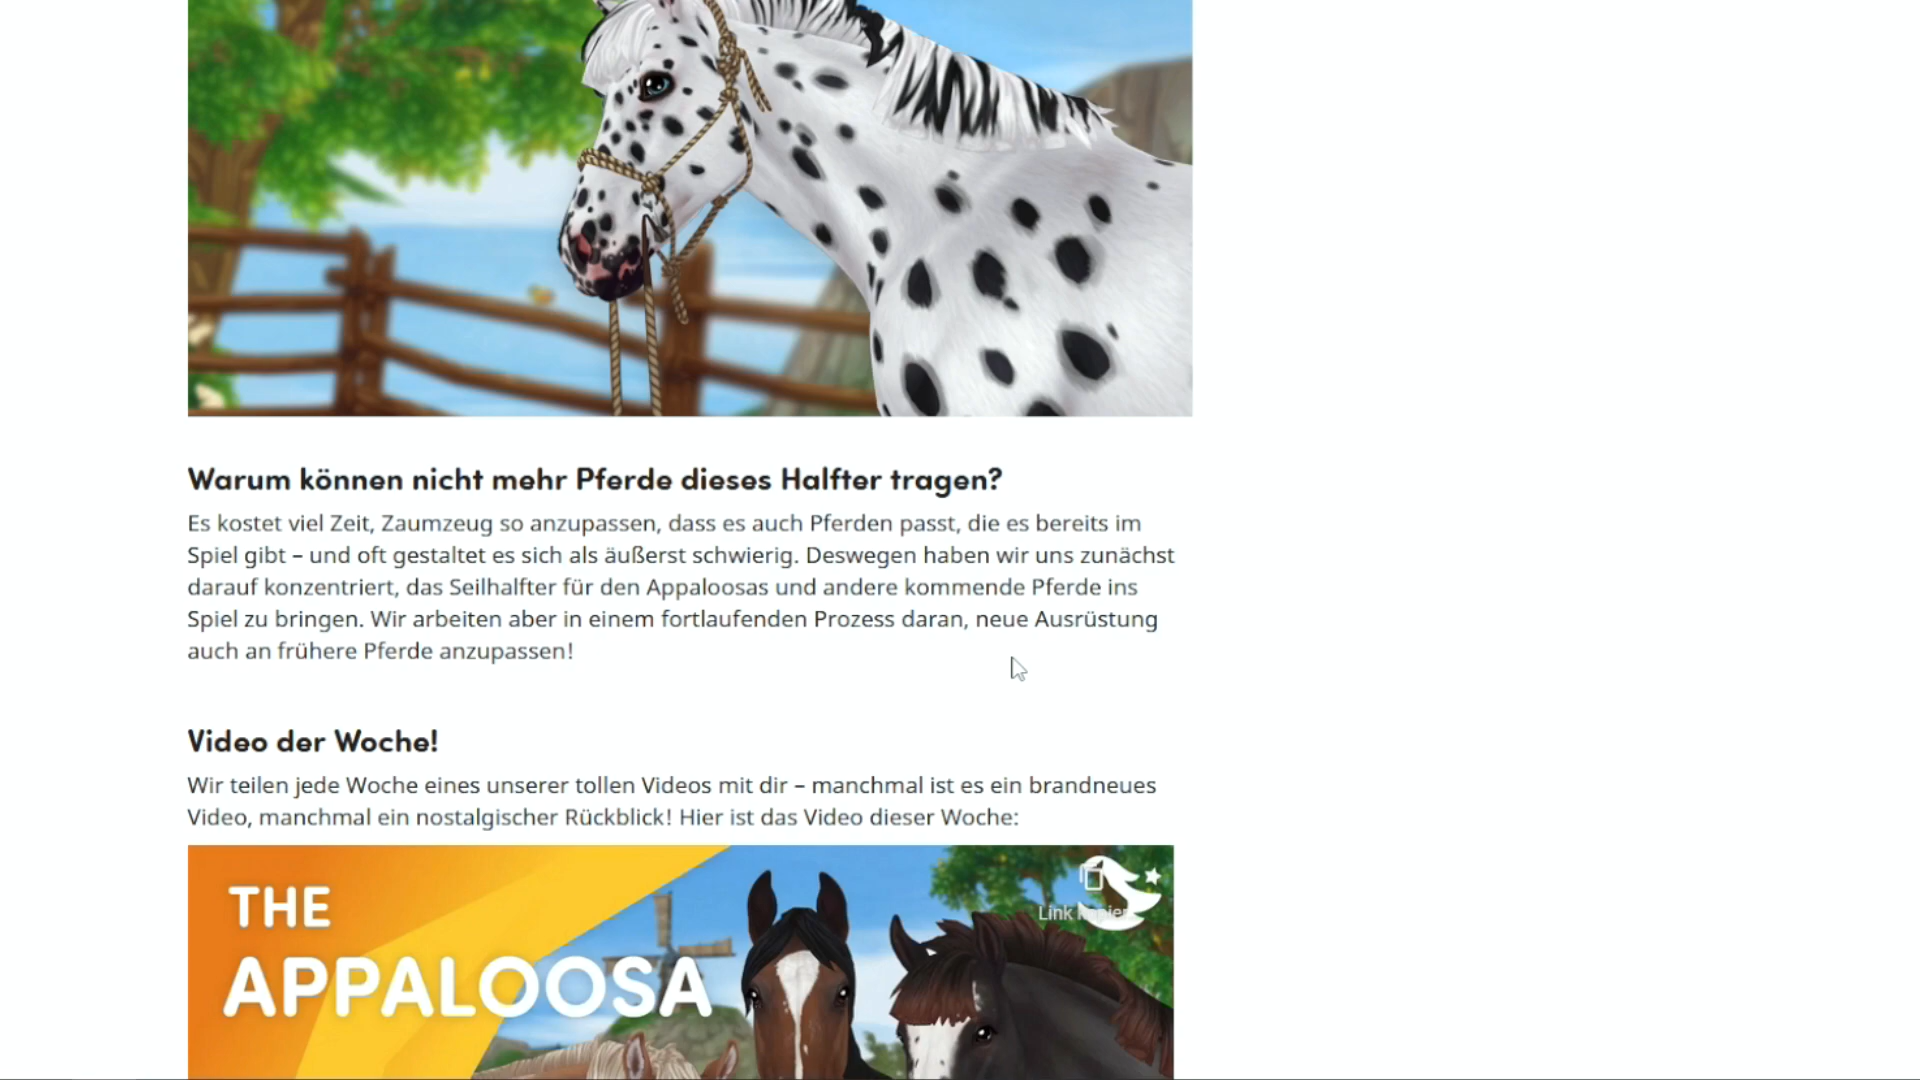 Warum können nicht mehr Pferde dieses Halfter tragen?
Es kostet viel Zeit, Zaumzeug so anzupassen, dass es auch Pferden passt, die es bereits im
Spiel gibt – und oft gestaltet es sich als äußerst schwierig. Deswegen haben wir uns zunächst
darauf konzentriert, das Seilhalfter für den Appaloosas und andere kommende Pferde ins
Spiel zu bringen. Wir arbeiten aber in einem fortlaufenden Prozess daran, neue Ausrüstung
auch an frühere Pferde anzupassen!
Video der Woche!
Wir teilen jede Woche eines unserer tollen Videos mit dir – manchmal ist es ein brandneues
Video, manchmal ein nostalgischer Rückblick! Hier ist das Video dieser Woche:
THE
APPALOOSA
Link